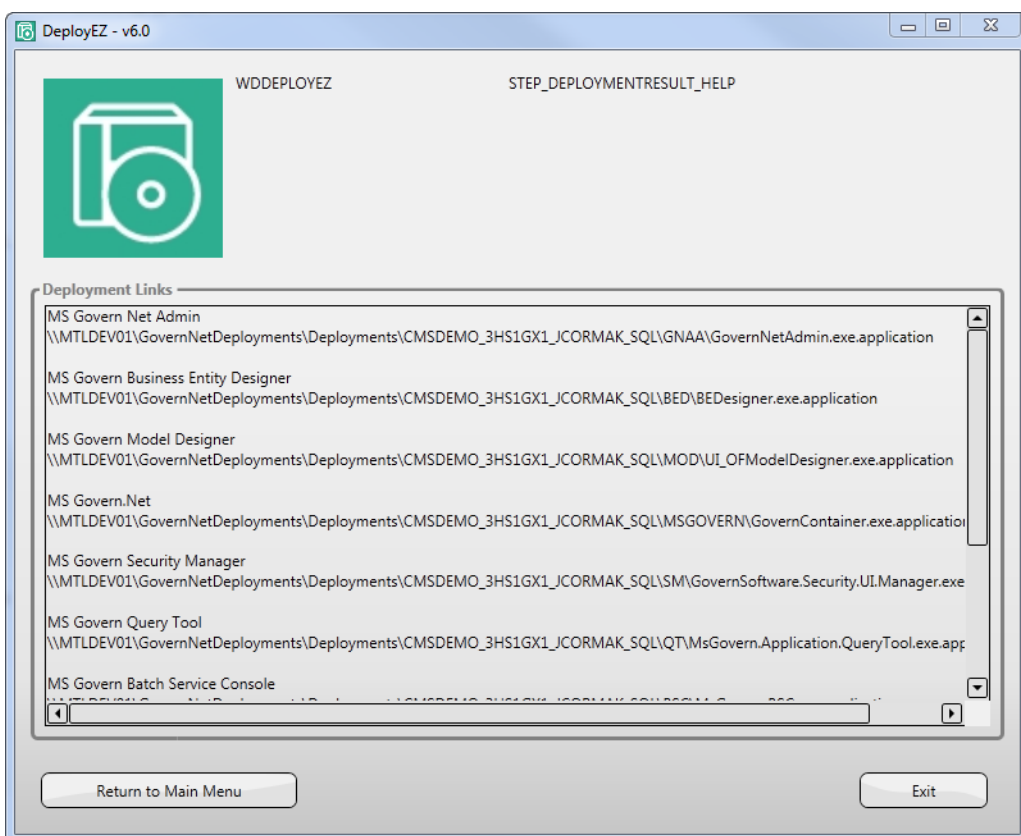 DeployEZ - v6.0
WDDEPLOYEZ STEP_DEPLOYMENTRESULT_HELP
Deployment Links
MS Govern Net Admin
\\MTLDEV01\GovernNetDeployments\Deployments\CMSDEMO_3HS1GX1_JCORMAK_SQL\GNAA\GovernNetAdmin.exe.application
MS Govern Business Entity Designer
\\MTLDEV01\GovernNetDeployments\Deployments\CMSDEMO_3HS1GX1_JCORMAK_SQL\BED\BEDesigner.exe.application
MS Govern Model Designer
\\MTLDEV01\GovernNetDeployments\Deployments\CMSDEMO_3HS1GX1_JCORMAK_SQL\MOD\UI_OFModelDesigner.exe.application
MS Govern.Net
\\MTLDEV01\GovernNetDeployments\Deployments\CMSDEMO_3HS1GX1_JCORMAK_SQL\MSGOVERN\GovernContainer.exe.applicatio
MS Govern Security Manager
\\MTLDEV01\GovernNetDeployments\Deployments\CMSDEMO_3HS1GX1_JCORMAK_SQL\SM\GovernSoftware.Security.UI.Manager.exe
MS Govern Query Tool
\\MTLDEV01\GovernNetDeployments\Deployments\CMSDEMO_3HS1GX1_JCORMAK_SQL\QT\MsGovern.Application.QueryTool.exe.app
MS Govern Batch Service Console
Return to Main Menu Exit